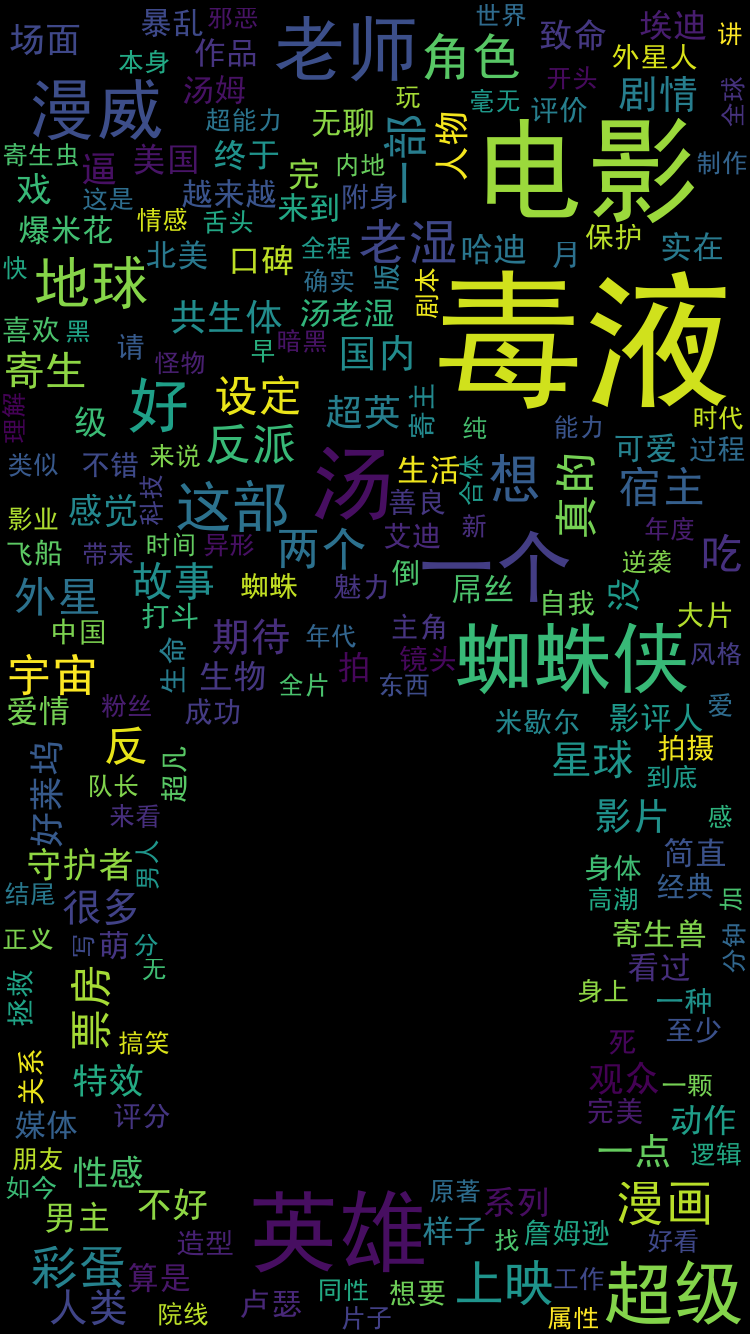 世界
邪恶
暴乱
场面
老师
作品
角色
致命
埃迪
讲
本身
外星人
汤姆
开头
漫威
玩
毫无
评价
剧情
全球
超能力
无聊
一部
人物
电影
寄生虫
逼
美国
终于
完
内地
制作
戏
这是
越来越
来到
附身
爆米花
情感
舌头
老湿
哈迪
月
保护
实在
快
地球
北美
口碑
全程
确实
版
剧本
毒液
共生体
汤老湿
喜欢
黑
请
怪物
早
暗黑
国内
寄生
好
设定
超英
寄主
时代
理解
级
反派
来说
纯
能力
类似
不错
科技
汤
生活
合体
想
真的
可爱
过程
宿主
影业
感觉
这部
善良
飞船
带来
时间
异形
两个
艾迪
新
年度
一个
逆袭
吃
外星
故事
蜘蛛
魅力
倒
屌丝
自我
没
大片
中国
打斗
期待
年代
主角
蜘蛛侠
风格
宇宙
生命
生物
全片
拍
镜头
东西
爱情
粉丝
成功
米歇尔
影评人
爱
好莱坞
反
超凡
星球
拍摄
队长
到底
来看
影片
感
守护者
男人
简直
身体
经典
结尾
很多
高潮
加
正义
写
萌
分
寄生兽
分钟
无
看过
拯救
票房
身上
一种
搞笑
死
至少
关系
特效
观众
一颗
媒体
评分
完美
动作
朋友
性感
一点
逻辑
如今
男主
不好
英雄
原著
系列
漫画
样子
找
詹姆逊
造型
好看
彩蛋
算是
同性
想要
上映
工作
超级
人类
院线
卢瑟
片子
属性